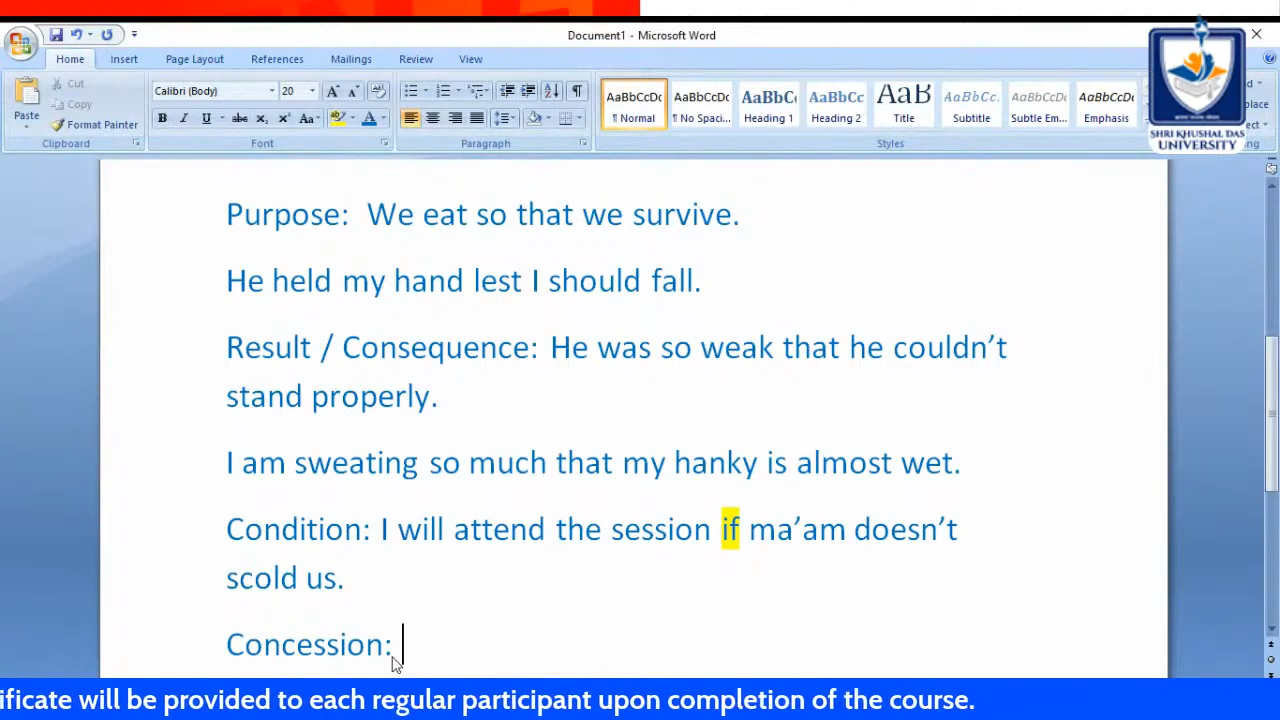 Document1 - Microsoft Word
Home Insert Page Layout References Mailings Review View
Cut
Copy
Paste
Format Painter
Clipboard
Calibri (Body) 20
Font
Paragraph
AaBbCcDc AaBbCcDc AaBbC AaBbCc AaB AaBbCc. AaBbCcDc AaBbCcDc
¶ Normal ¶ No Spaci... Heading 1 Heading 2 Title Subtitle Subtle Em... Emphasis
Styles
SHRI KHUSHAL DAS
UNIVERSITY
Purpose: We eat so that we survive.
He held my hand lest I should fall.
Result / Consequence: He was so weak that he couldn’t
stand properly.
I am sweating so much that my hanky is almost wet.
Condition: I will attend the session if ma’am doesn’t
scold us.
Concession:
ificate will be provided to each regular participant upon completion of the course.